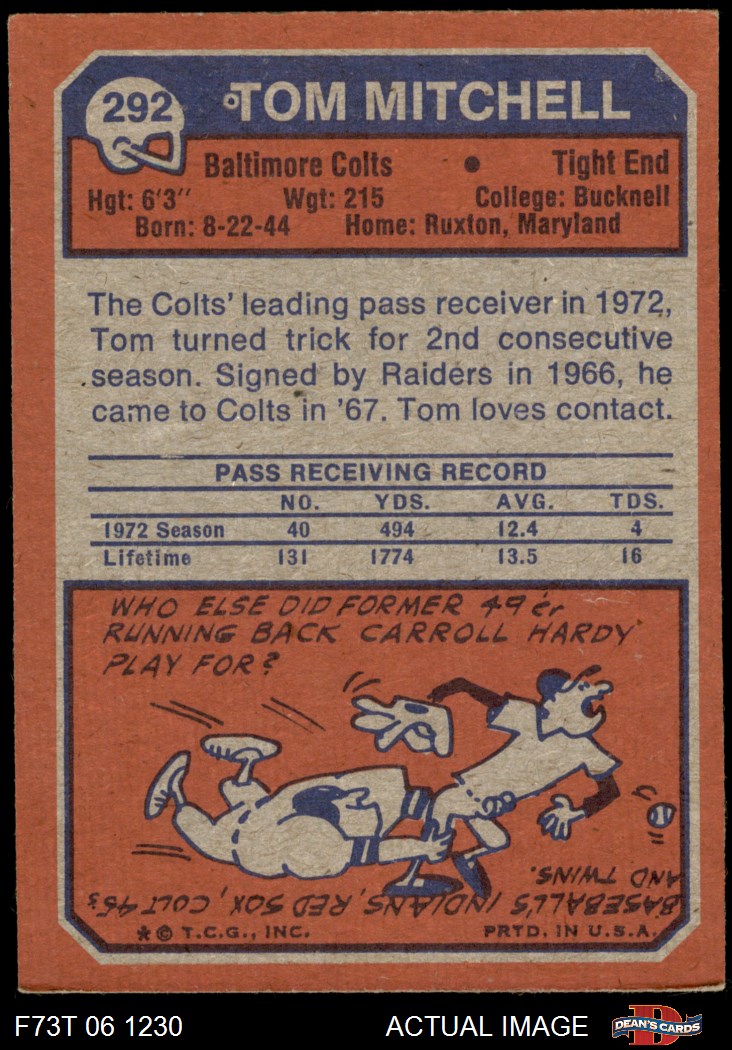 292 TOM MITCHELL
Baltimore Colts • Tight End
Hgt: 6'3" Wgt: 215 College: Bucknell
Born: 8-22-44 Home: Ruxton, Maryland
The Colts' leading pass receiver in 1972,
Tom turned trick for 2nd consecutive
season. Signed by Raiders in 1966, he
came to Colts in '67. Tom loves contact.
PASS RECEIVING RECORD
NO. YDS. AVG. TDS.
1972 Season 40 494 12.4 4
Lifetime 131 1774 13.5 16
WHO ELSE DID FORMER 49'er
RUNNING BACK CARROLL HARDY
PLAY FOR?
BASEBALL'S INDIANS, RED SOX, COLT 45's
AND TWINS.
* © T.C.G., INC. PRTD. IN U.S.A.
F73T 06 1230 ACTUAL IMAGE DEAN'S CARDS